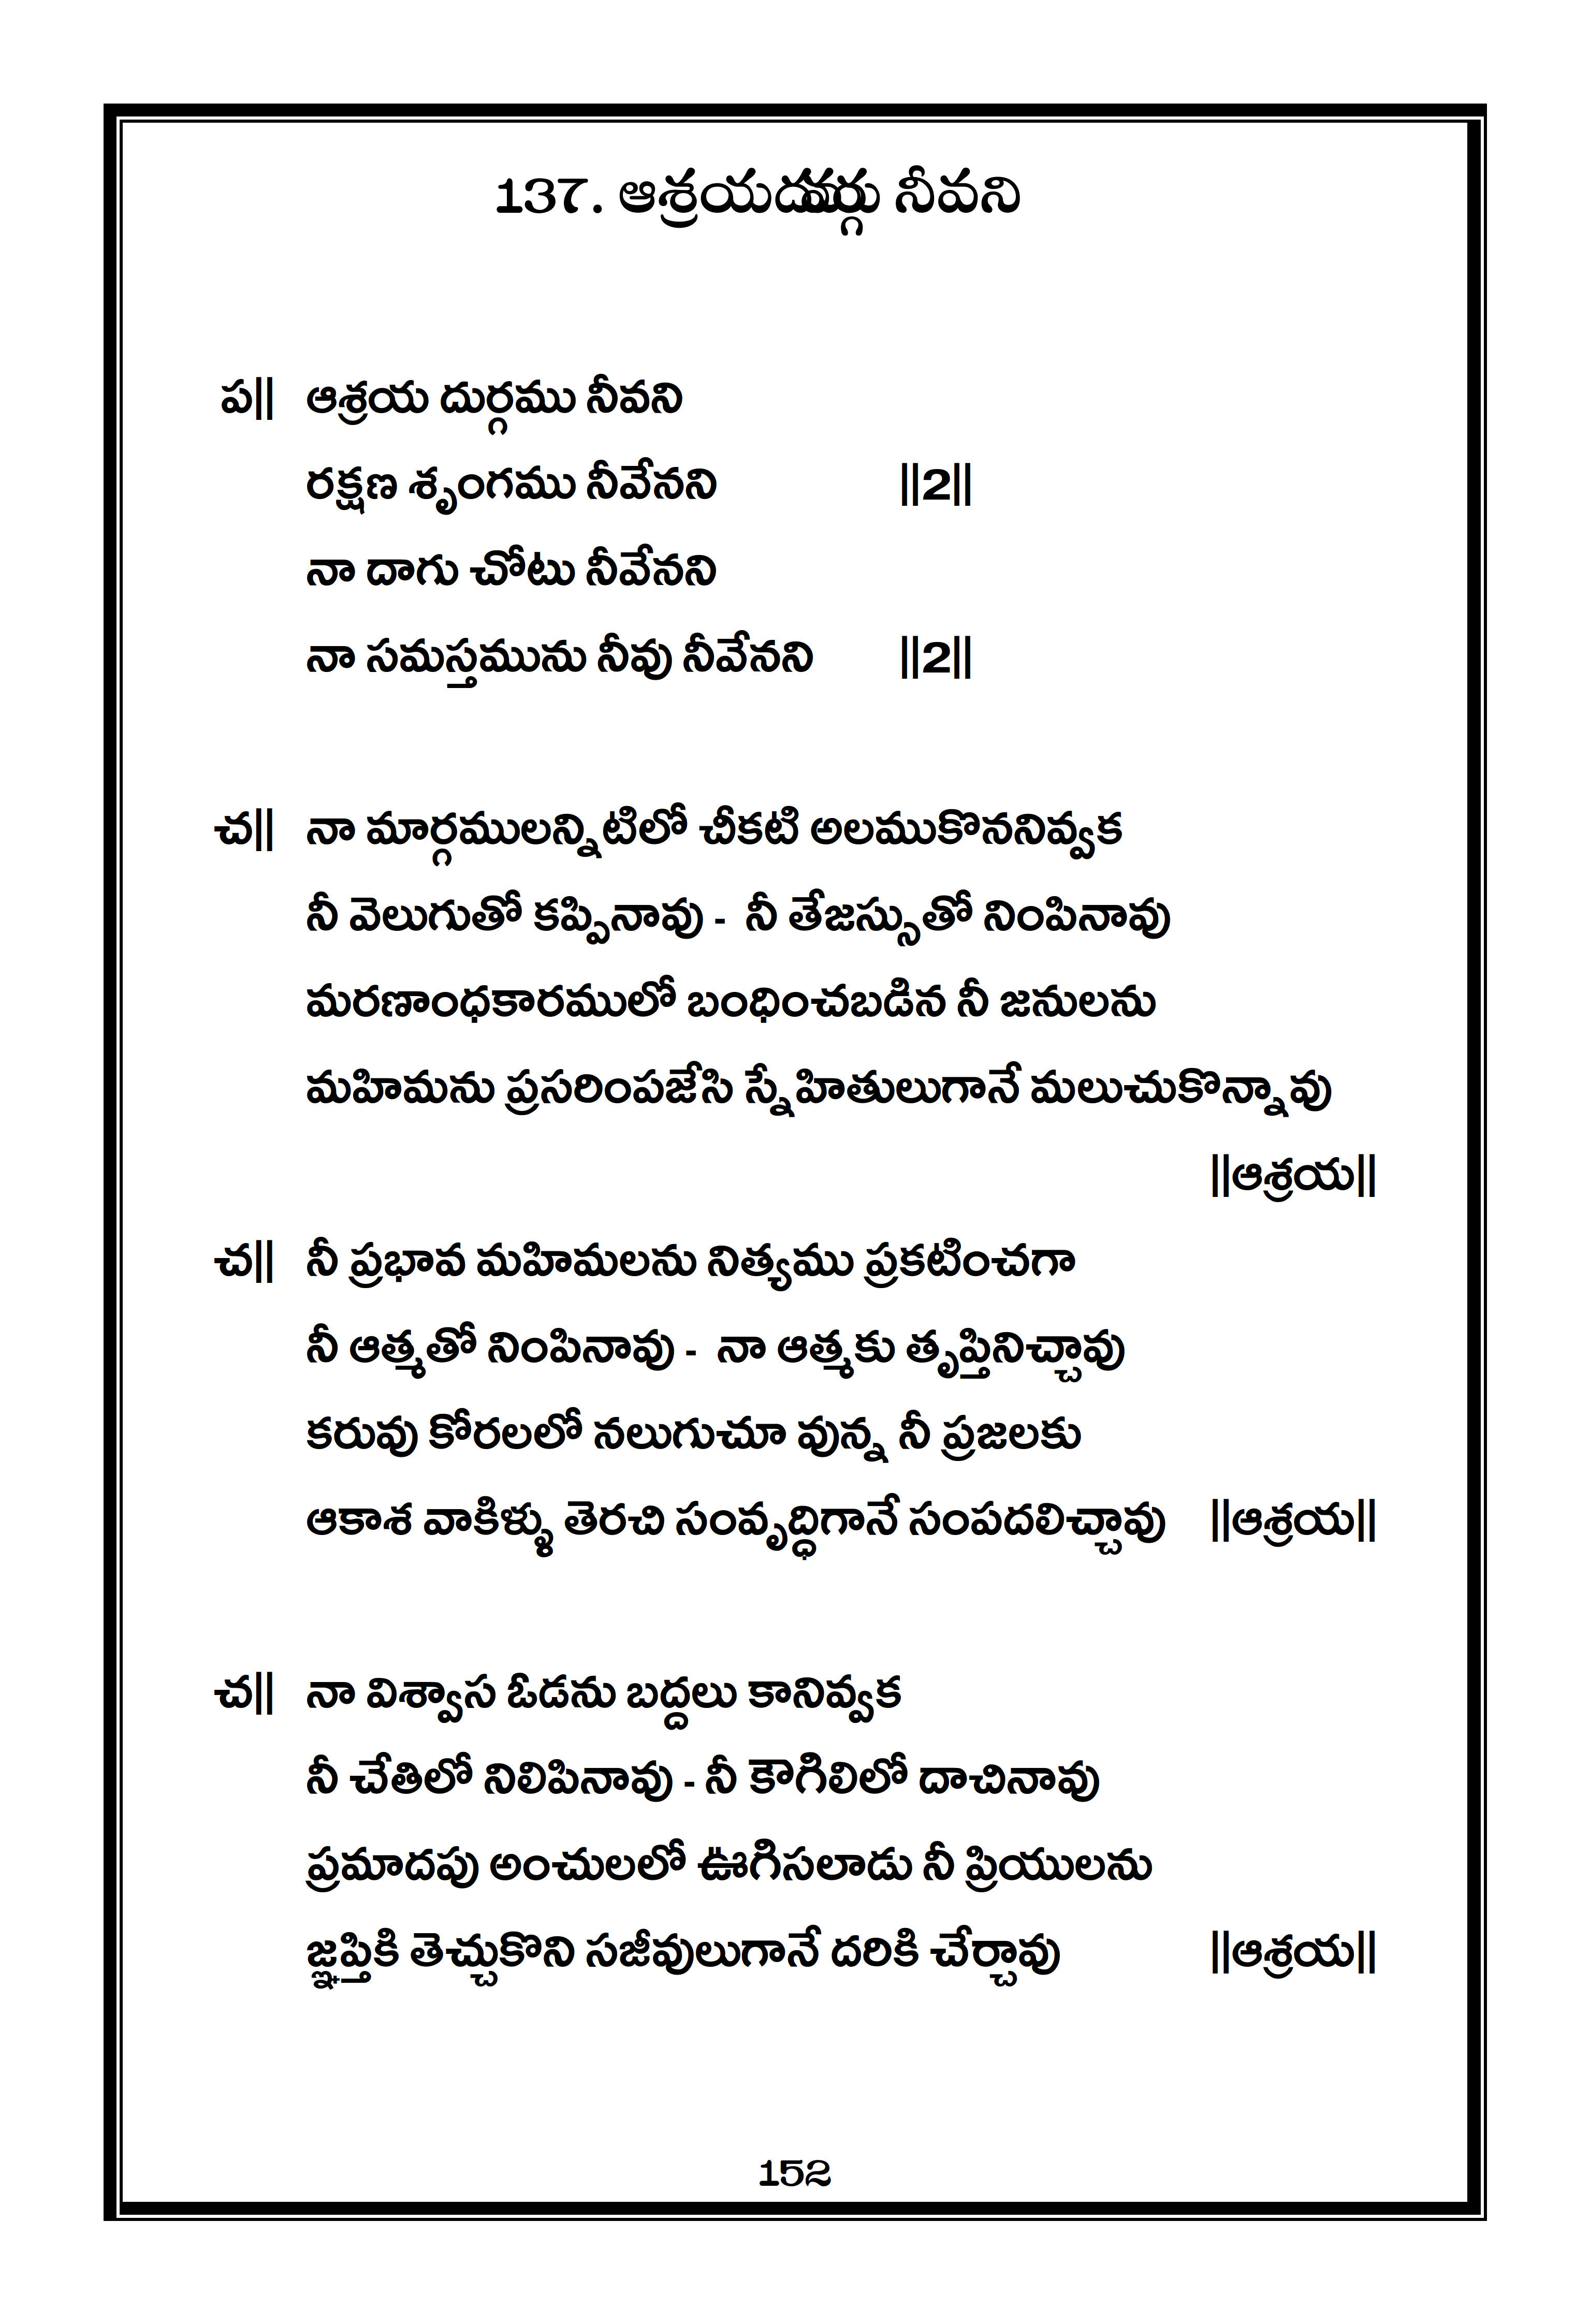 137. ఆశ్రయదుర్గము నీవని
ప|| ఆశ్రయ దుర్గము నీవని
రక్షణ శృంగము నీవేనని ||2||
నా దాగు చోటు నీవేనని
నా సమస్తమును నీవు నీవేనని ||2||
చ|| నా మార్గములన్నిటిలో చీకటి అలముకొననివ్వక
నీ వెలుగుతో కప్పినావు - నీ తేజస్సుతో నింపినావు
మరణాంధకారములో బంధించబడిన నీ జనులను
మహిమను ప్రసరింపజేసి స్నేహితులుగానే మలుచుకొన్నావు
||ఆశ్రయ||
చ|| నీ ప్రభావ మహిమలను నిత్యము ప్రకటించగా
నీ ఆత్మతో నింపినావు - నా ఆత్మకు తృప్తినిచ్చావు
కరువు కోరలలో నలుగుచూ వున్న నీ ప్రజలకు
ఆకాశ వాకిళ్ళు తెరచి సంవృద్ధిగానే సంపదలిచ్చావు ||ఆశ్రయ||
చ|| నా విశ్వాస ఓడను బద్దలు కానివ్వక
నీ చేతిలో నిలిపినావు - నీ కౌగిలిలో దాచినావు
ప్రమాదపు అంచులలో ఊగిసలాడు నీ ప్రియులను
జ్ఞప్తికి తెచ్చుకొని సజీవులుగానే దరికి చేర్చావు ||ఆశ్రయ||
152